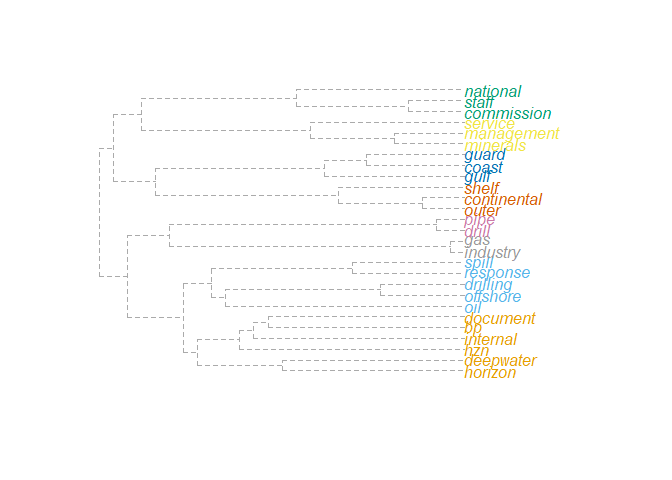 national
staff
commission
service
management
minerals
guard
coast
gulf
shelf
continental
outer
pipe
drill
gas
industry
spill
response
drilling
offshore
oil
document
bp
internal
hzn
deepwater
horizon